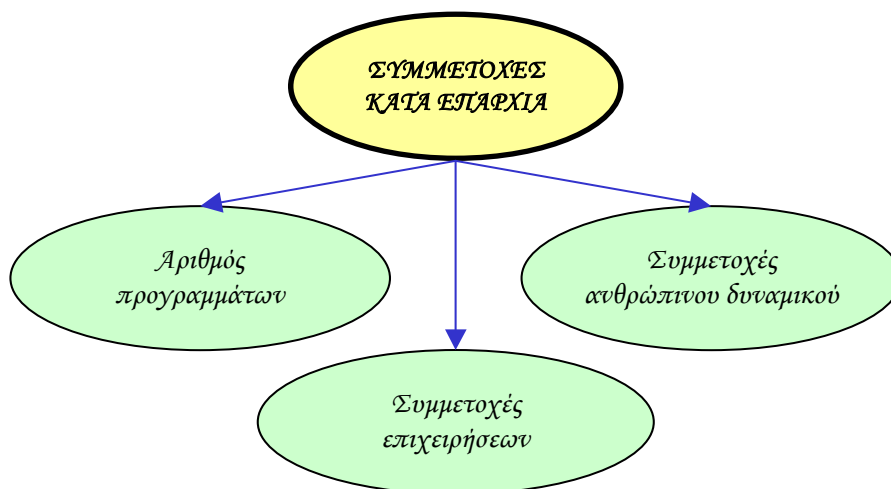 ΣΥΜΜΕΤΟΧΕΣ
ΚΑΤΑ ΕΠΑΡΧΙΑ
Αριθμός
προγραμμάτων
Συμμετοχές
ανθρώπινου δυναμικού
Συμμετοχές
επιχειρήσεων